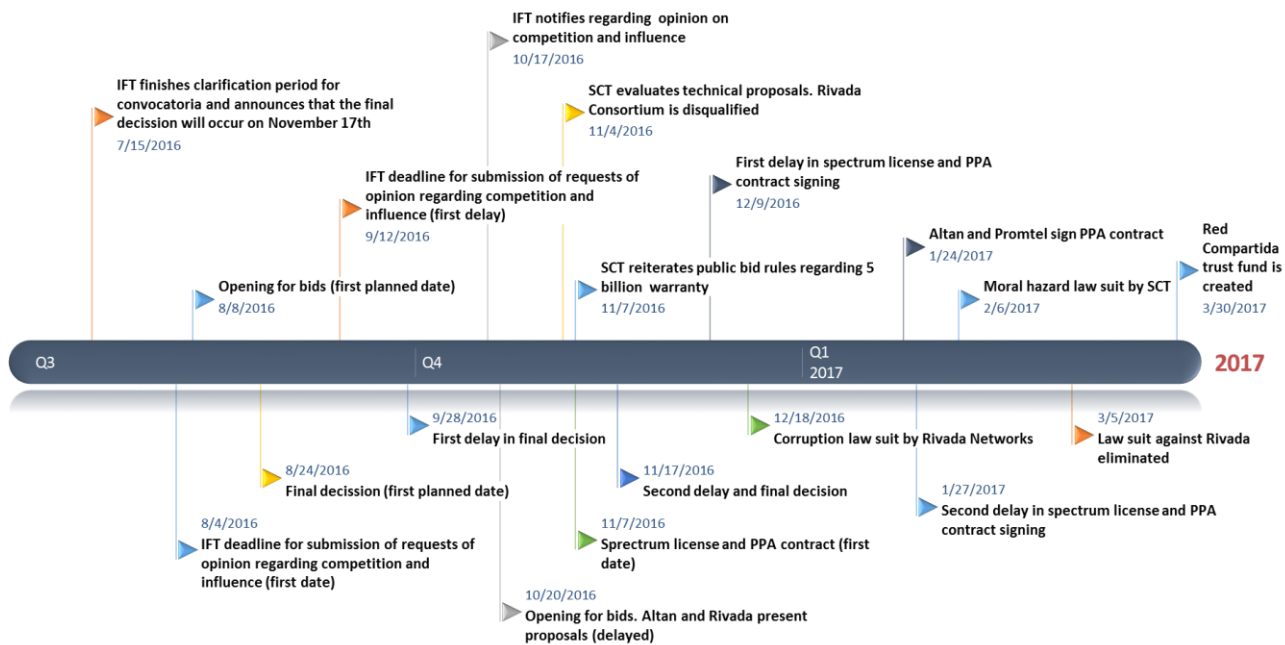 IFT notifies regarding opinion on
competition and influence
10/17/2016
IFT finishes clarification period for
convocatoria and announces that the final
decission will occur on November 17th
7/15/2016
SCT evaluates technical proposals. Rivada
Consortium is disqualified
11/4/2016
First delay in spectrum license and PPA
contract signing
12/9/2016
IFT deadline for submission of requests of
opinion regarding competition and
influence (first delay)
9/12/2016
Altan and Promtel sign PPA contract
1/24/2017
Red
Compartida
trust fund is
created
3/30/2017
Opening for bids (first planned date)
8/8/2016
SCT reiterates public bid rules regarding 5
billion warranty
11/7/2016
Moral hazard law suit by SCT
2/6/2017
Q3
Q4
Q1
2017
2017
9/28/2016
First delay in final decision
12/18/2016
Corruption law suit by Rivada Networks
3/5/2017
Law suit against Rivada
eliminated
8/24/2016
Final decission (first planned date)
11/17/2016
Second delay and final decision
1/27/2017
Second delay in spectrum license and PPA
contract signing
8/4/2016
IFT deadline for submission of requests of
opinion regarding competition and
influence (first date)
11/7/2016
Sprectrum license and PPA contract (first
date)
10/20/2016
Opening for bids. Altan and Rivada present
proposals (delayed)